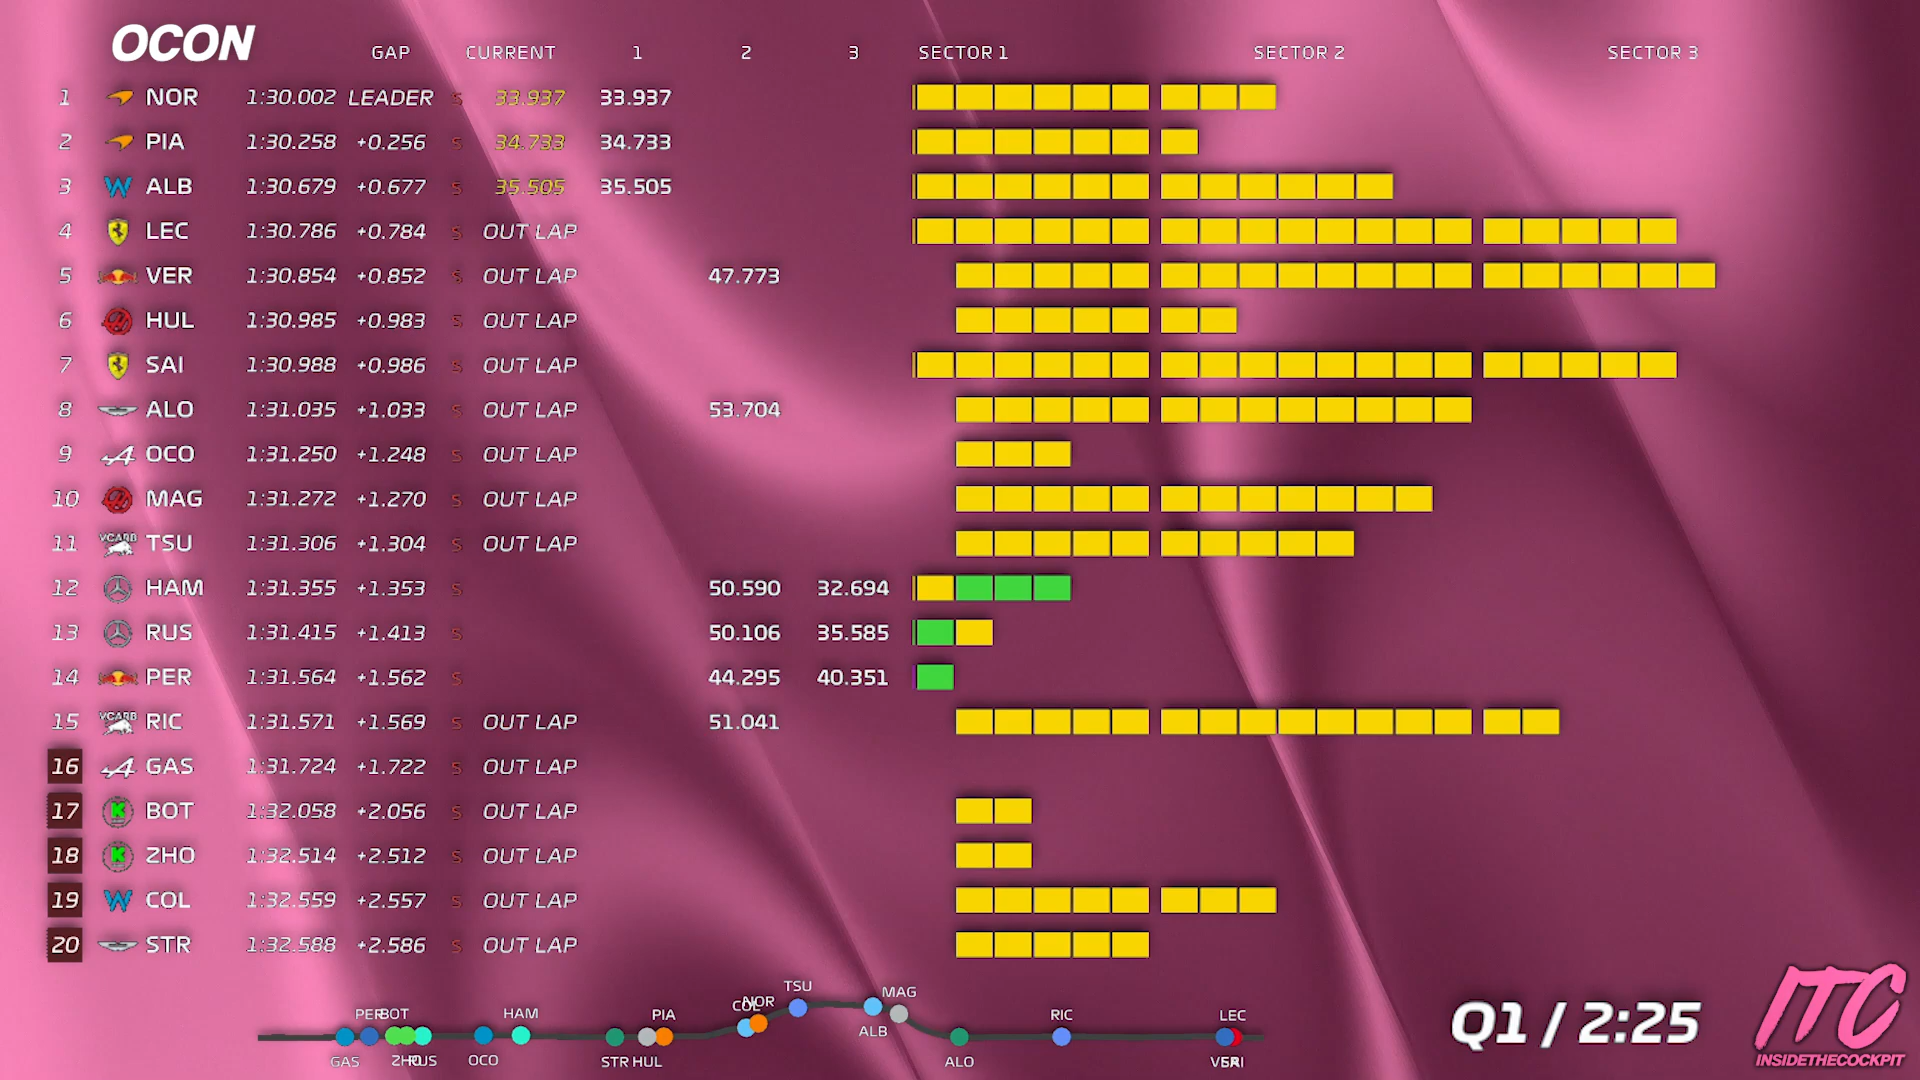 OCON GAP CURRENT 1 2 3 SECTOR 1 SECTOR 2 SECTOR 3
1 NOR 1:30.002 LEADER S 33.937 33.937
2 PIA 1:30.258 +0.256 S 34.733 34.733
3 ALB 1:30.679 +0.677 S 35.505 35.505
4 LEC 1:30.786 +0.784 S OUT LAP
5 VER 1:30.854 +0.852 S OUT LAP 47.773
6 HUL 1:30.985 +0.983 S OUT LAP
7 SAI 1:30.988 +0.986 S OUT LAP
8 ALO 1:31.035 +1.033 S OUT LAP 53.704
9 OCO 1:31.250 +1.248 S OUT LAP
10 MAG 1:31.272 +1.270 S OUT LAP
11 VCARB TSU 1:31.306 +1.304 S OUT LAP
12 HAM 1:31.355 +1.353 S 50.590 32.694
13 RUS 1:31.415 +1.413 S 50.106 35.585
14 PER 1:31.564 +1.562 S 44.295 40.351
15 VCARB RIC 1:31.571 +1.569 S OUT LAP 51.041
16 GAS 1:31.724 +1.722 S OUT LAP
17 K BOT 1:32.058 +2.056 S OUT LAP
18 K ZHO 1:32.514 +2.512 S OUT LAP
19 COL 1:32.559 +2.557 S OUT LAP
20 STR 1:32.588 +2.586 S OUT LAP
PER BOT HAM PIA COL NOR TSU MAG RIC LEC
GAS ZHO RUS OCO STR HUL ALB ALO VER SAI
Q1 / 2:25
ITC
INSIDETHECOCKPIT